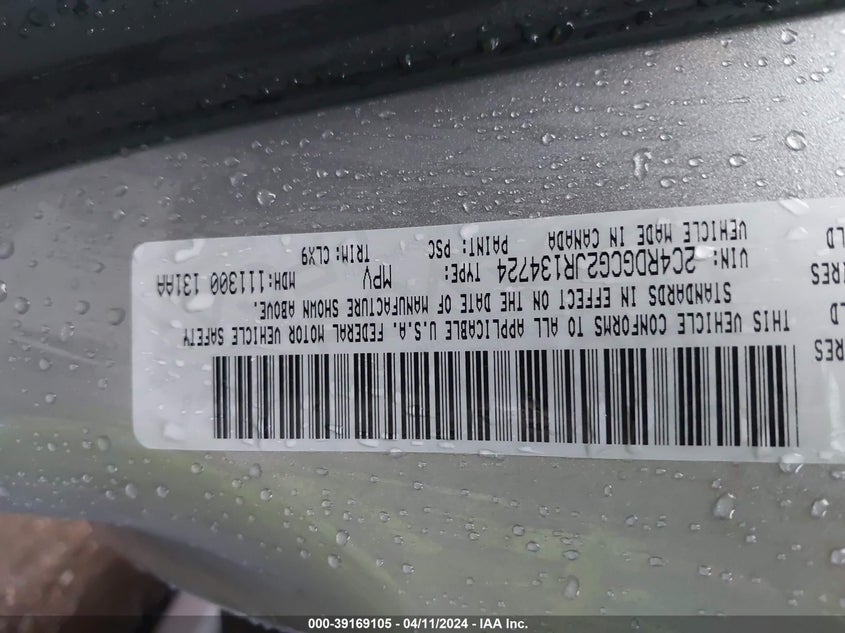 THIS VEHICLE CONFORMS TO ALL APPLICABLE U.S.A. FEDERAL MOTOR VEHICLE SAFETY
STANDARDS IN EFFECT ON THE DATE OF MANUFACTURE SHOWN ABOVE.
VIN: 2C4RDGCG2JR134724 TYPE: MPV MDH: 111300 131AA
VEHICLE MADE IN CANADA PAINT: PSC TRIM: CLX9
000-39169105 - 04/11/2024 - IAA Inc.